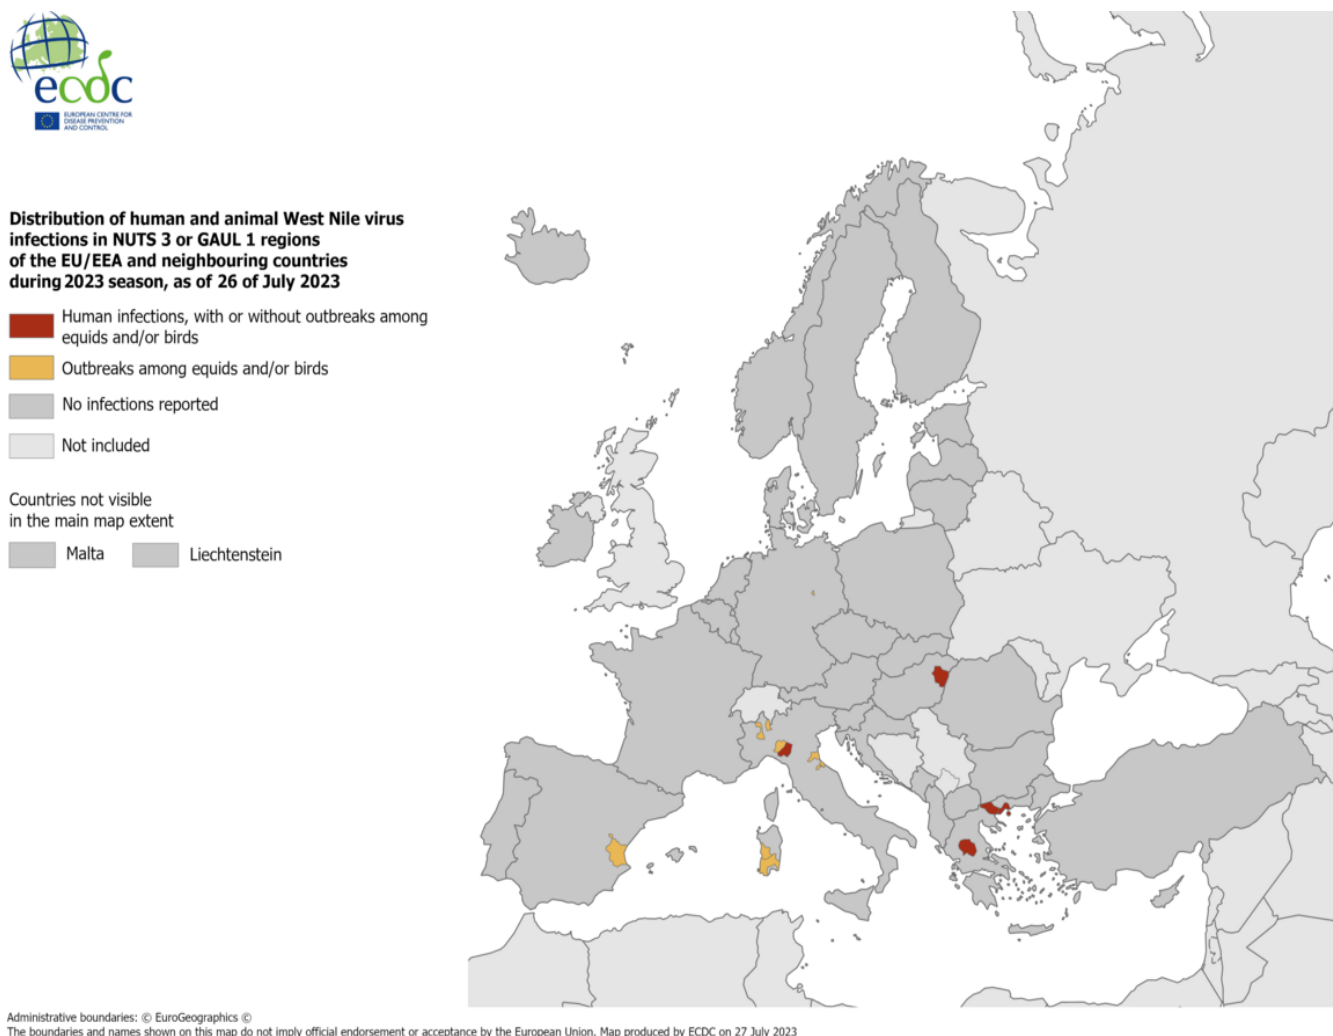 ecdc
EUROPEAN CENTRE FOR
DISEASE PREVENTION
AND CONTROL
Distribution of human and animal West Nile virus
infections in NUTS 3 or GAUL 1 regions
of the EU/EEA and neighbouring countries
during 2023 season, as of 26 of July 2023
Human infections, with or without outbreaks among
equids and/or birds
Outbreaks among equids and/or birds
No infections reported
Not included
Countries not visible
in the main map extent
Malta
Liechtenstein
Administrative boundaries: © EuroGeographics ©
The boundaries and names shown on this map do not imply official endorsement or acceptance by the European Union. Map produced by ECDC on 27 July 2023